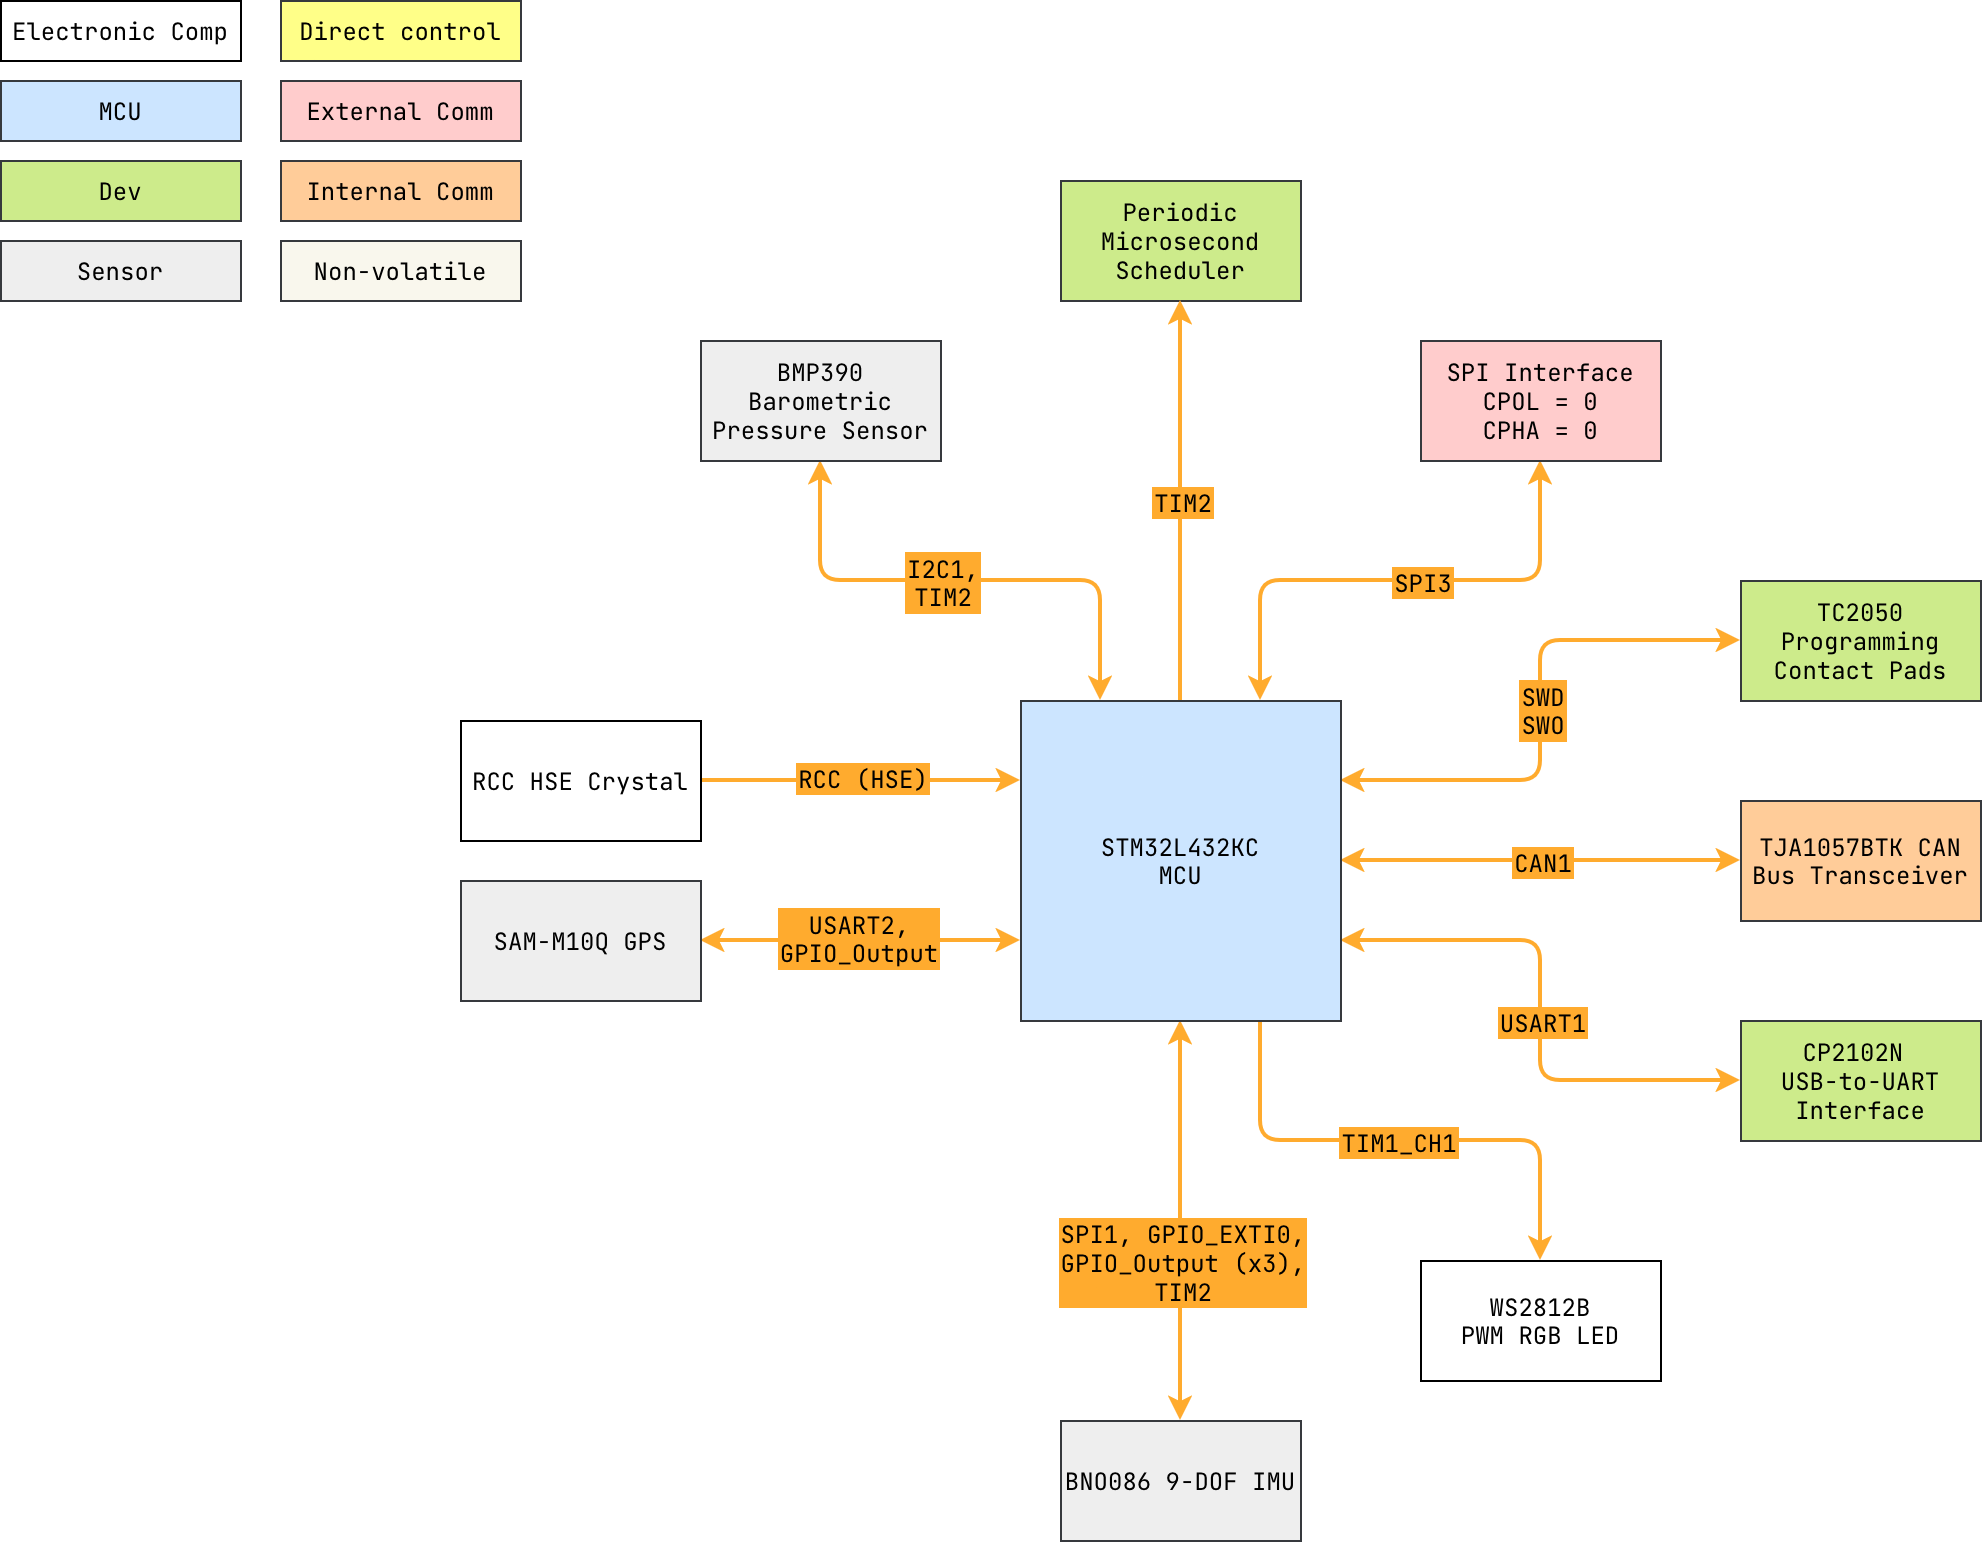 Electronic Comp
Direct control
MCU
External Comm
Dev
Internal Comm
Sensor
Non-volatile
Periodic
Microsecond
Scheduler
BMP390
Barometric
Pressure Sensor
SPI Interface
CPOL = 0
CPHA = 0
TIM2
I2C1,
TIM2
SPI3
TC2050
Programming
Contact Pads
SWD
SWO
RCC HSE Crystal
RCC (HSE)
STM32L432KC
MCU
CAN1
TJA1057BTK CAN
Bus Transceiver
SAM-M10Q GPS
USART2,
GPIO_Output
USART1
CP2102N
USB-to-UART
Interface
TIM1_CH1
SPI1, GPIO_EXTI0,
GPIO_Output (x3),
TIM2
WS2812B
PWM RGB LED
BNO086 9-DOF IMU